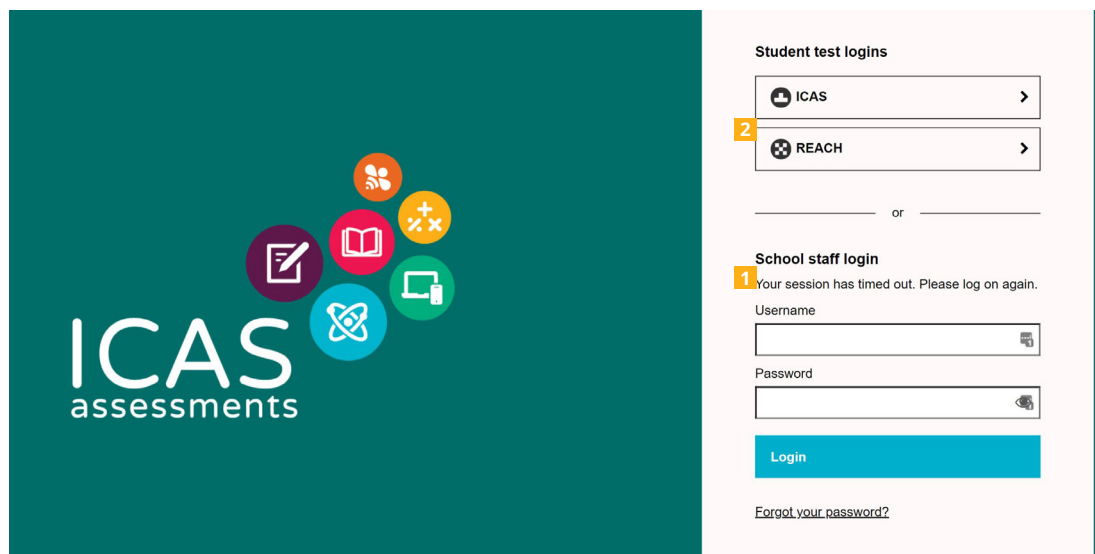 ICAS
assessments
Student test logins
ICAS
2
REACH
or
School staff login
1
Your session has timed out. Please log on again.
Username
Password
Login
Forgot your password?